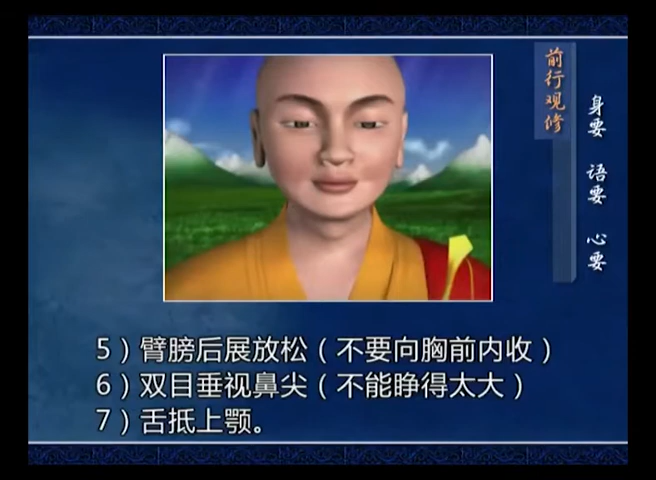 前行观修
身要 语要 心要
5）臂膀后展放松（不要向胸前内收）
6）双目垂视鼻尖（不能睁得太大）
7）舌抵上颚。